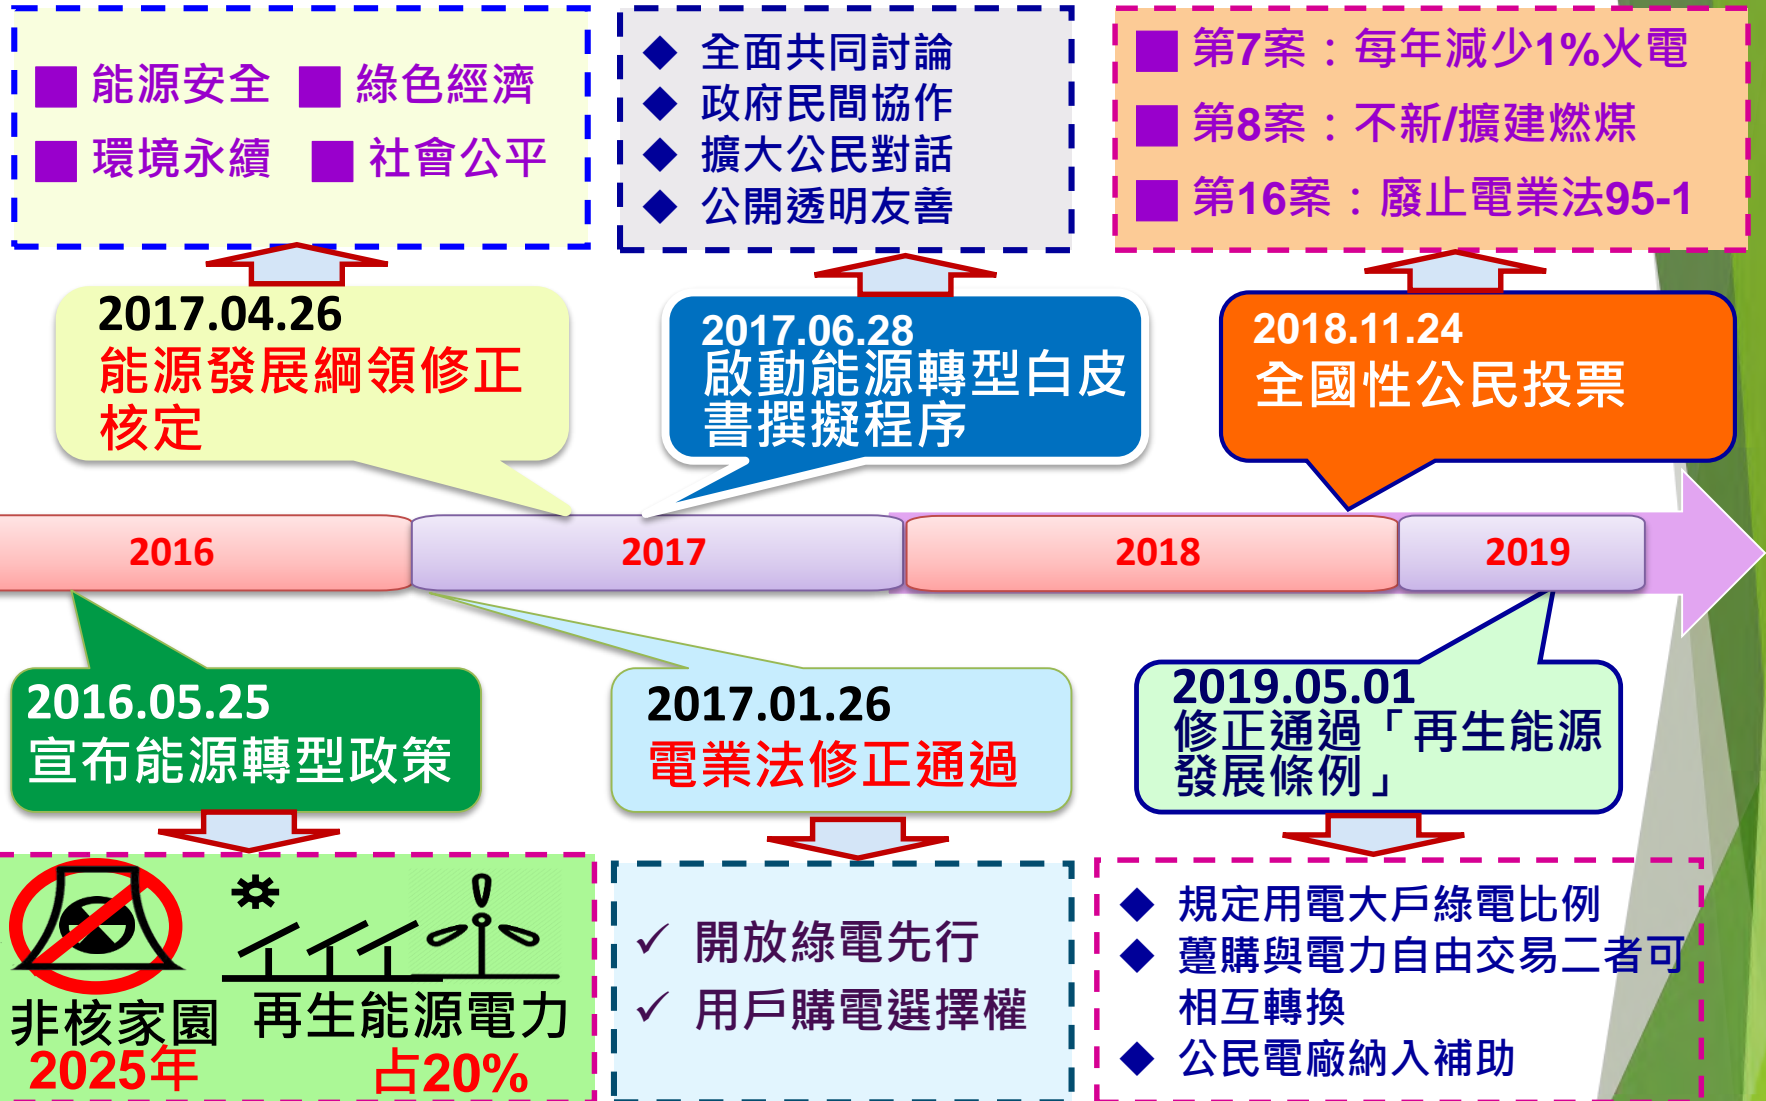 ■ 能源安全 ■ 綠色經濟
■ 環境永續 ■ 社會公平
◆ 全面共同討論
◆ 政府民間協作
◆ 擴大公民對話
◆ 公開透明友善
■ 第7案：每年減少1%火電
■ 第8案：不新/擴建燃煤
■ 第16案：廢止電業法95-1
2017.04.26
能源發展綱領修正
核定
2017.06.28
啟動能源轉型白皮
書撰擬程序
2018.11.24
全國性公民投票
2016
2017
2018
2019
2016.05.25
宣布能源轉型政策
2017.01.26
電業法修正通過
2019.05.01
修正通過「再生能源
發展條例」
非核家園
2025年
再生能源電力
占20%
✓ 開放綠電先行
✓ 用戶購電選擇權
◆ 規定用電大戶綠電比例
◆ 躉購與電力自由交易二者可
相互轉換
◆ 公民電廠納入補助